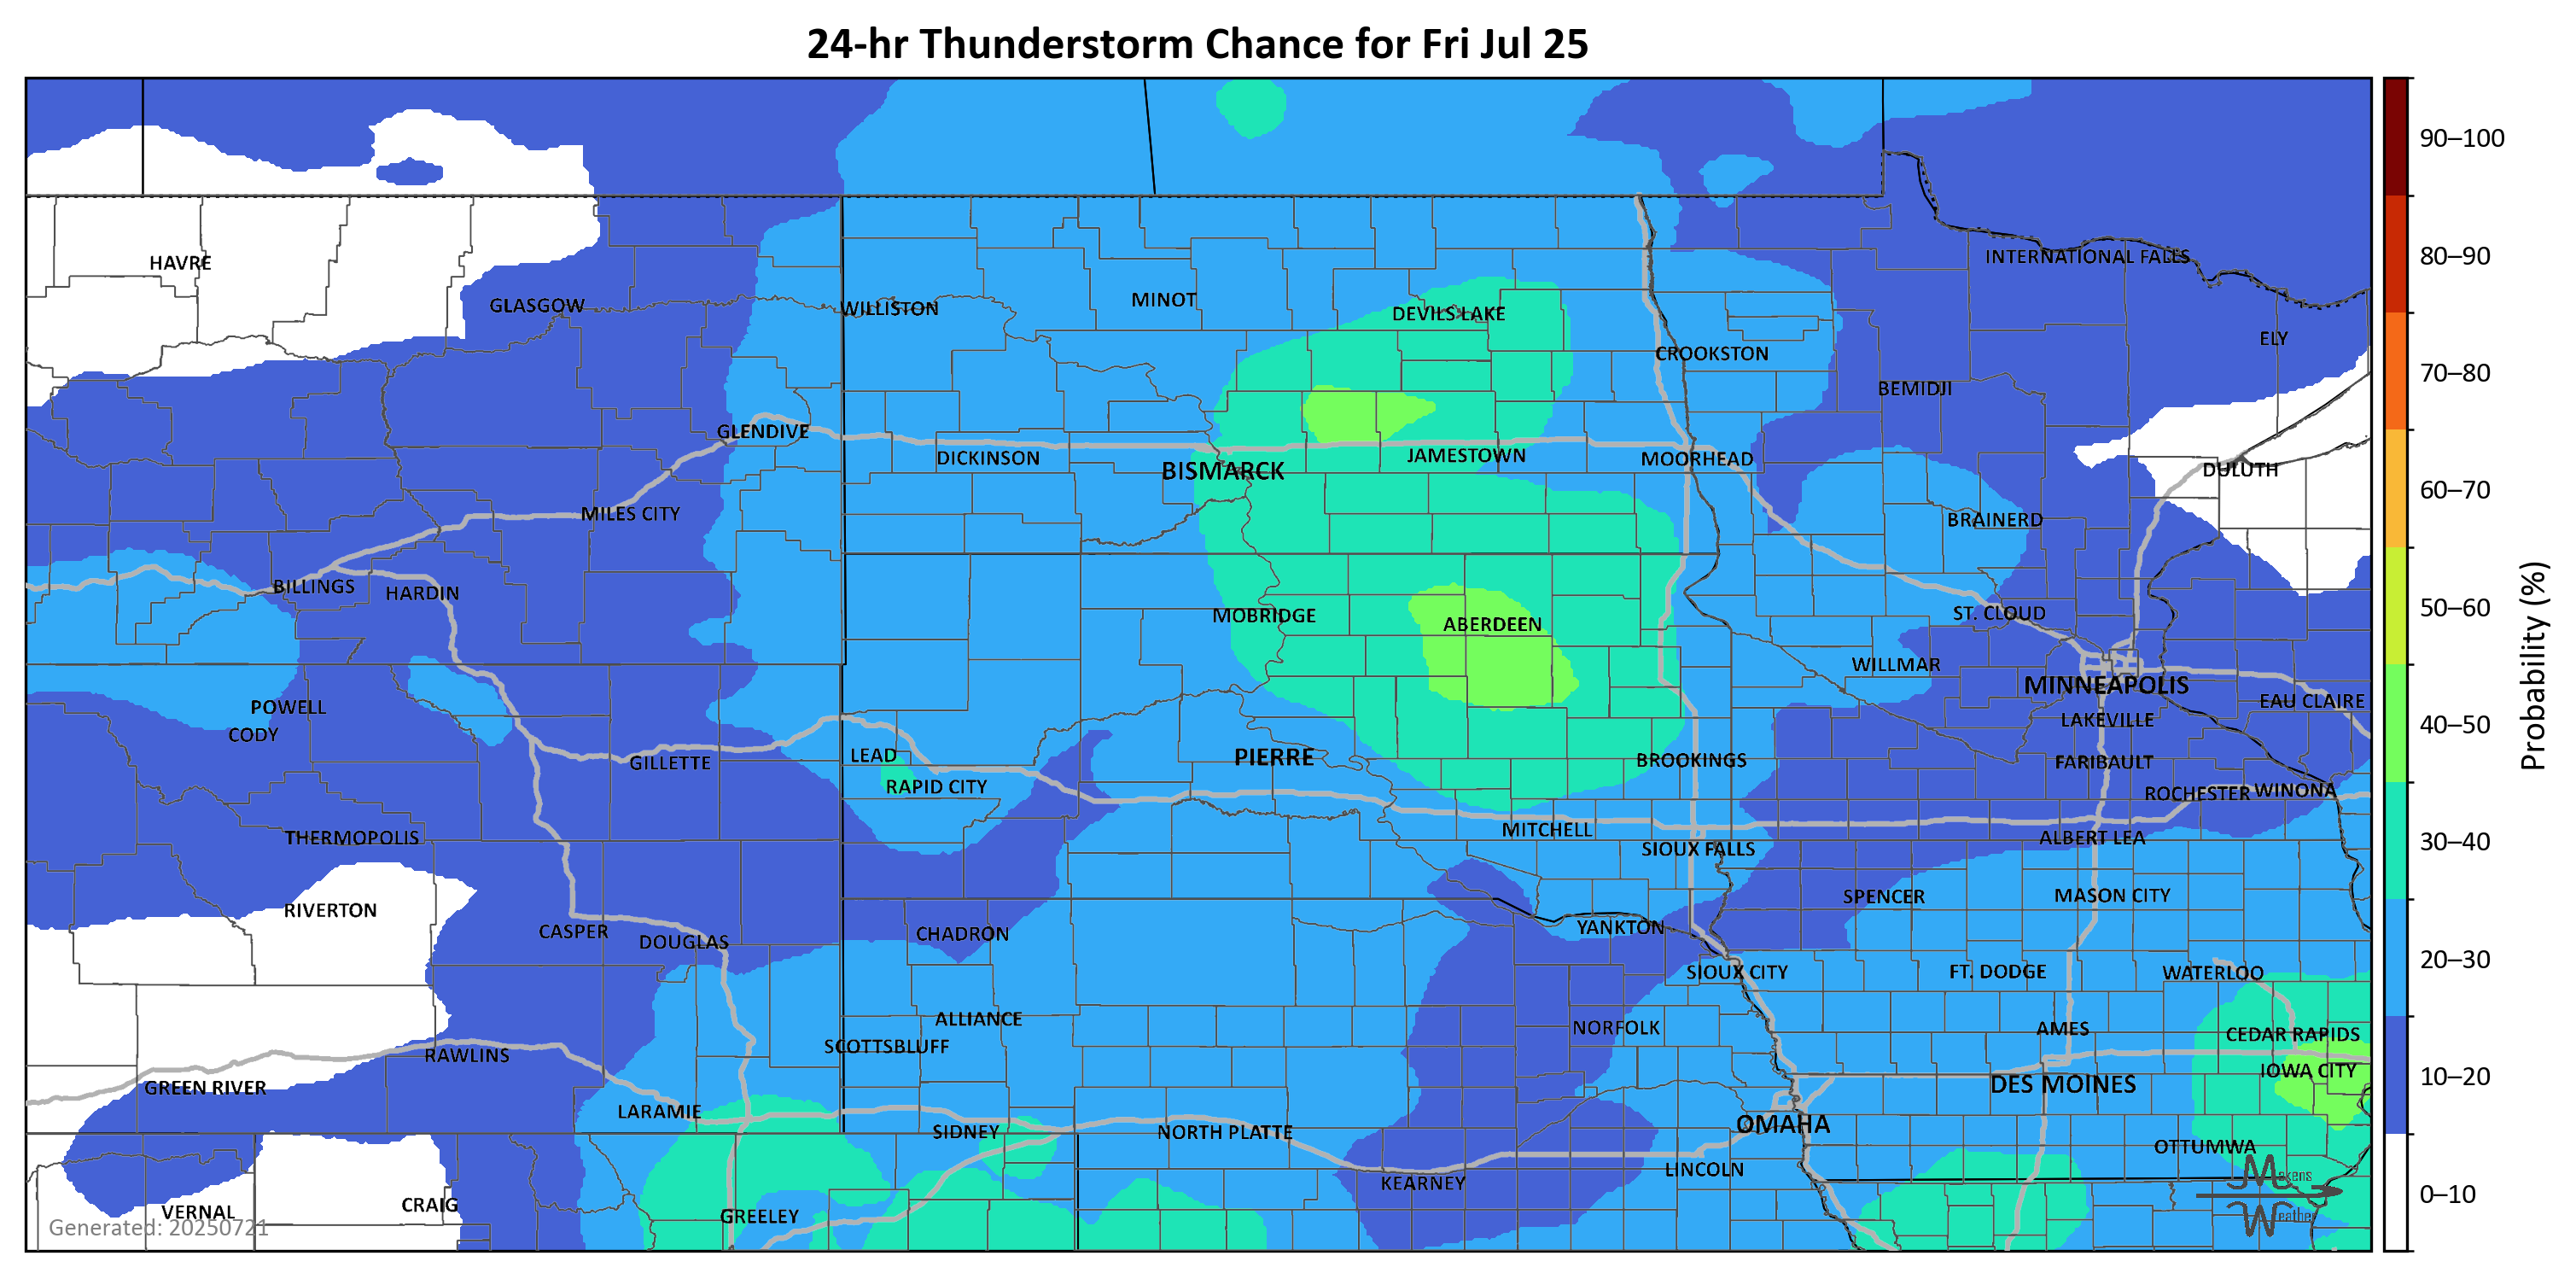 24-hr Thunderstorm Chance for Fri Jul 25
HAVRE
INTERNATIONAL FALLS
GLASGOW
WILLISTON
MINOT
DEVILS LAKE
ELY
CROOKSTON
BEMIDJI
GLENDIVE
DICKINSON
BISMARCK
JAMESTOWN
MOORHEAD
DULUTH
MILES CITY
BRAINERD
BILLINGS
HARDIN
MOBRIDGE
ABERDEEN
ST. CLOUD
WILLMAR
MINNEAPOLIS
EAU CLAIRE
POWELL
CODY
LAKEVILLE
GILLETTE
LEAD
PIERRE
BROOKINGS
FARIBAULT
RAPID CITY
ROCHESTER
WINONA
THERMOPOLIS
MITCHELL
ALBERT LEA
SIOUX FALLS
RIVERTON
SPENCER
MASON CITY
CASPER
DOUGLAS
CHADRON
YANKTON
SIOUX CITY
FT. DODGE
WATERLOO
ALLIANCE
NORFOLK
AMES
CEDAR RAPIDS
SCOTTSBLUFF
RAWLINS
IOWA CITY
GREEN RIVER
DES MOINES
LARAMIE
SIDNEY
NORTH PLATTE
OMAHA
OTTUMWA
LINCOLN
KEARNEY
VERNAL
CRAIG
GREELEY
Generated: 20250721
Makens
Weather
90–100
80–90
70–80
60–70
50–60
40–50
30–40
20–30
10–20
0–10
Probability (%)